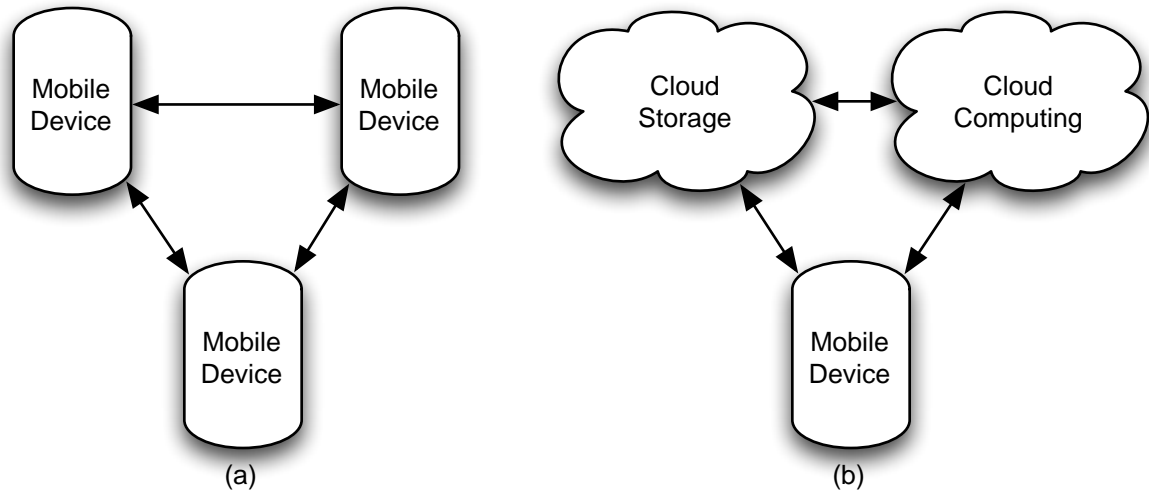 Mobile
Device
Mobile
Device
Mobile
Device
(a)
Cloud
Storage
Cloud
Computing
Mobile
Device
(b)